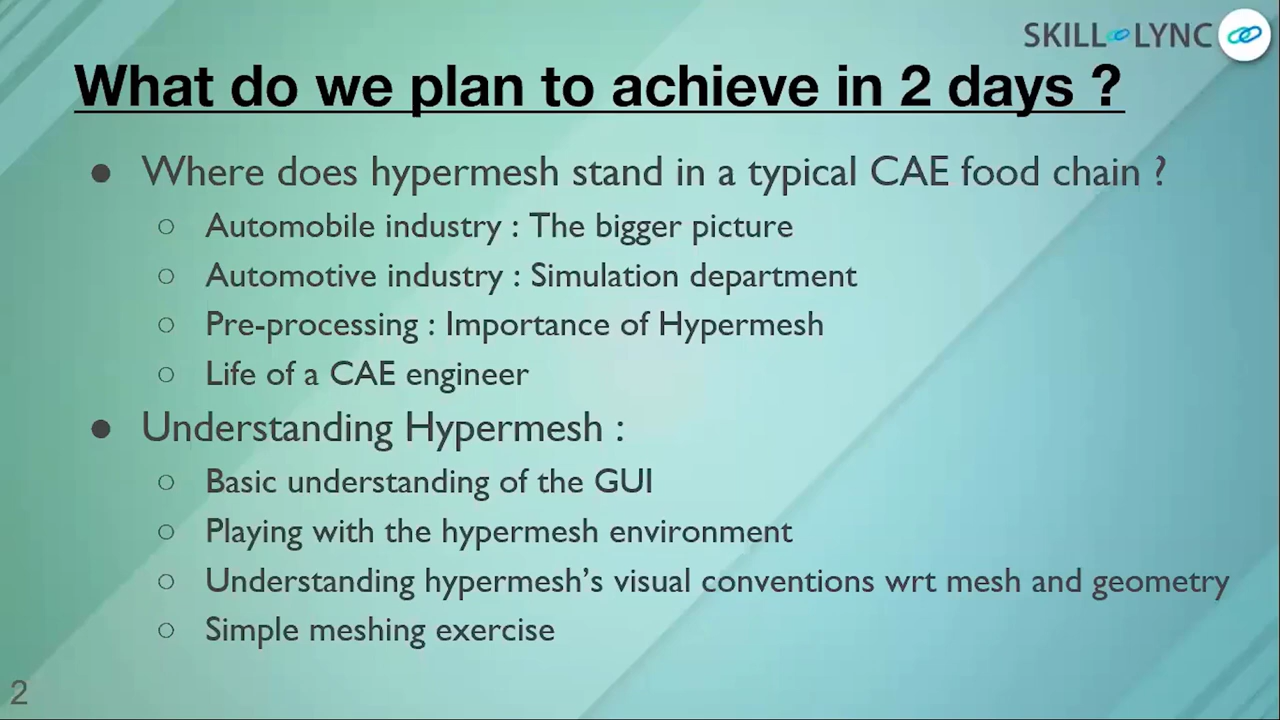 SKILL LYNC
What do we plan to achieve in 2 days ?
● Where does hypermesh stand in a typical CAE food chain ?
○ Automobile industry : The bigger picture
○ Automotive industry : Simulation department
○ Pre-processing : Importance of Hypermesh
○ Life of a CAE engineer
● Understanding Hypermesh :
○ Basic understanding of the GUI
○ Playing with the hypermesh environment
○ Understanding hypermesh’s visual conventions wrt mesh and geometry
○ Simple meshing exercise
2